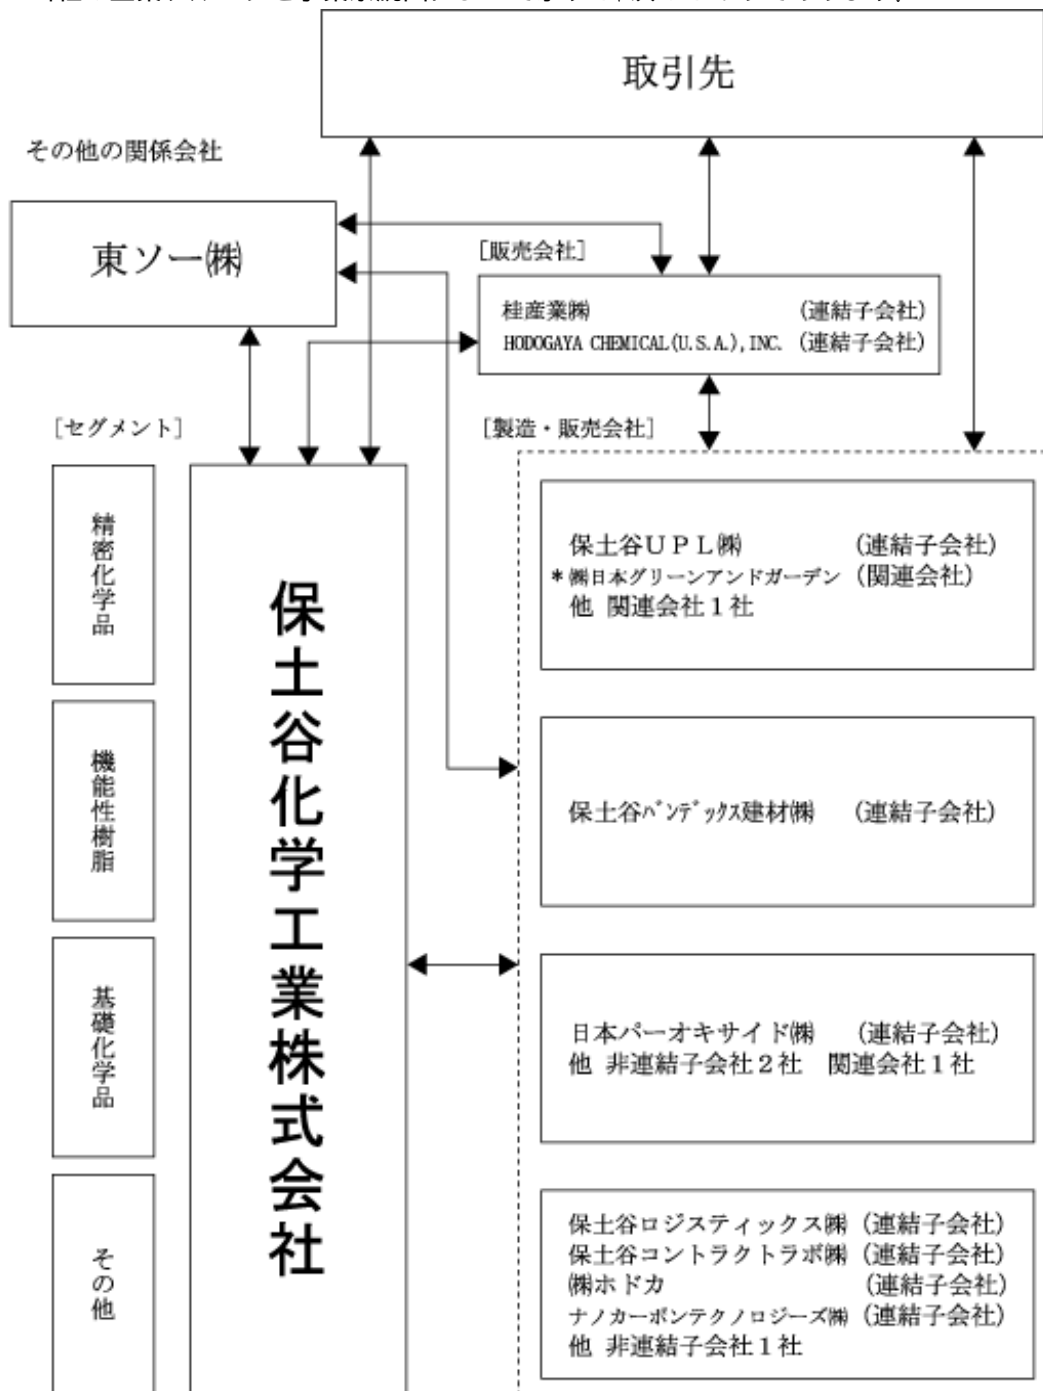 取引先
その他の関係会社
東ソー㈱
[販売会社]
桂産業㈱ (連結子会社)
HODOGAYA CHEMICAL(U.S.A.), INC. (連結子会社)
[セグメント]
[製造・販売会社]
精密化学品
機能性樹脂
基礎化学品
その他
保土谷化学工業株式会社
保土谷ＵＰＬ㈱ (連結子会社)
*㈱日本グリーンアンドガーデン (関連会社)
他 関連会社１社
保土谷バンデックス建材㈱ (連結子会社)
日本パーオキサイド㈱ (連結子会社)
他 非連結子会社２社 関連会社１社
保土谷ロジスティックス㈱ (連結子会社)
保土谷コントラクトラボ㈱ (連結子会社)
㈱ホドカ (連結子会社)
ナノカーボンテクノロジーズ㈱ (連結子会社)
他 非連結子会社１社